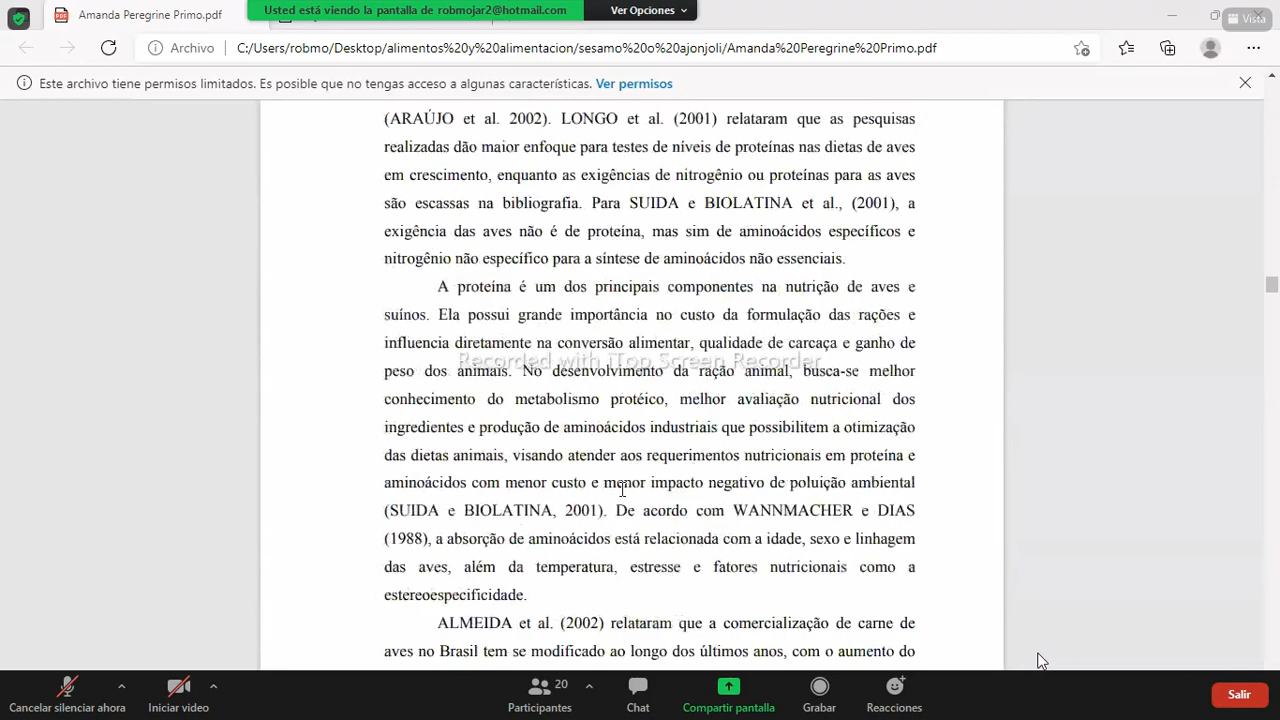 Amanda Peregrine Primo.pdf
Usted está viendo la pantalla de robmojar2@hotmail.com
Ver Opciones
Vista
Archivo
C:/Users/robmo/Desktop/alimentos%20y%20alimentacion/sesamo%20o%20ajonjoli/Amanda%20Peregrine%20Primo.pdf
Este archivo tiene permisos limitados. Es posible que no tengas acceso a algunas características. Ver permisos
(ARAÚJO et al. 2002). LONGO et al. (2001) relataram que as pesquisas
realizadas dão maior enfoque para testes de níveis de proteínas nas dietas de aves
em crescimento, enquanto as exigências de nitrogênio ou proteínas para as aves
são escassas na bibliografia. Para SUIDA e BIOLATINA et al., (2001), a
exigência das aves não é de proteína, mas sim de aminoácidos específicos e
nitrogênio não específico para a síntese de aminoácidos não essenciais.
A proteína é um dos principais componentes na nutrição de aves e
suínos. Ela possui grande importância no custo da formulação das rações e
influencia diretamente na conversão alimentar, qualidade de carcaça e ganho de
Recorded with iTop Screen Recorder
peso dos animais. No desenvolvimento da ração animal, busca-se melhor
conhecimento do metabolismo protéico, melhor avaliação nutricional dos
ingredientes e produção de aminoácidos industriais que possibilitem a otimização
das dietas animais, visando atender aos requerimentos nutricionais em proteína e
aminoácidos com menor custo e menor impacto negativo de poluição ambiental
(SUIDA e BIOLATINA, 2001). De acordo com WANNMACHER e DIAS
(1988), a absorção de aminoácidos está relacionada com a idade, sexo e linhagem
das aves, além da temperatura, estresse e fatores nutricionais como a
estereoespecificidade.
ALMEIDA et al. (2002) relataram que a comercialização de carne de
aves no Brasil tem se modificado ao longo dos últimos anos, com o aumento do
Cancelar silenciar ahora
Iniciar video
20
Participantes
Chat
Compartir pantalla
Grabar
Reacciones
Salir